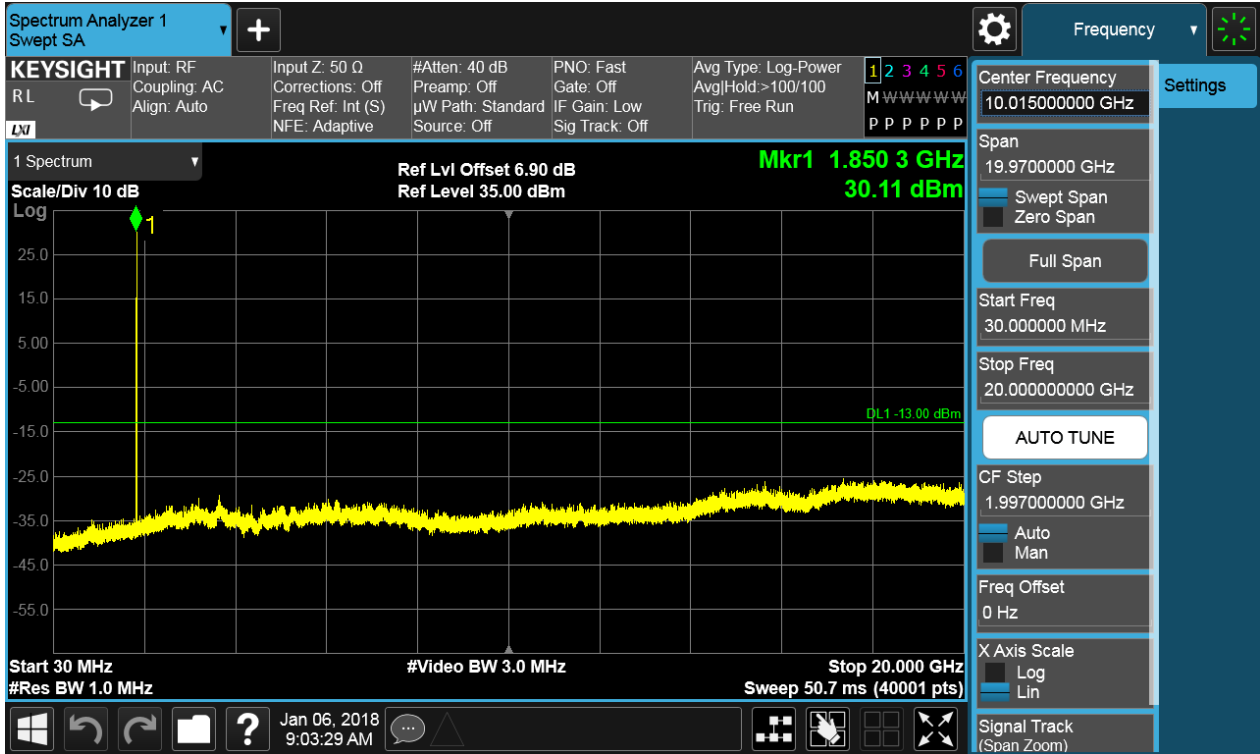 Spectrum Analyzer 1
Swept SA
Frequency
KEYSIGHT
RL
LXI
Input: RF
Coupling: AC
Align: Auto
Input Z: 50 Ω
Corrections: Off
Freq Ref: Int (S)
NFE: Adaptive
#Atten: 40 dB
Preamp: Off
µW Path: Standard
Source: Off
PNO: Fast
Gate: Off
IF Gain: Low
Sig Track: Off
Avg Type: Log-Power
Avg|Hold:>100/100
Trig: Free Run
1 2 3 4 5 6
M W W W W W
P P P P P P
1 Spectrum
Scale/Div 10 dB
Log
Ref Lvl Offset 6.90 dB
Ref Level 35.00 dBm
Mkr1 1.850 3 GHz
30.11 dBm
1
25.0
15.0
5.00
-5.00
DL1 -13.00 dBm
-15.0
-25.0
-35.0
-45.0
-55.0
Start 30 MHz
#Res BW 1.0 MHz
#Video BW 3.0 MHz
Stop 20.000 GHz
Sweep 50.7 ms (40001 pts)
Center Frequency
10.015000000 GHz
Span
19.9700000 GHz
Swept Span
Zero Span
Full Span
Start Freq
30.000000 MHz
Stop Freq
20.000000000 GHz
AUTO TUNE
CF Step
1.997000000 GHz
Auto
Man
Freq Offset
0 Hz
X Axis Scale
Log
Lin
Signal Track
(Span Zoom)
Settings
?
Jan 06, 2018
9:03:29 AM